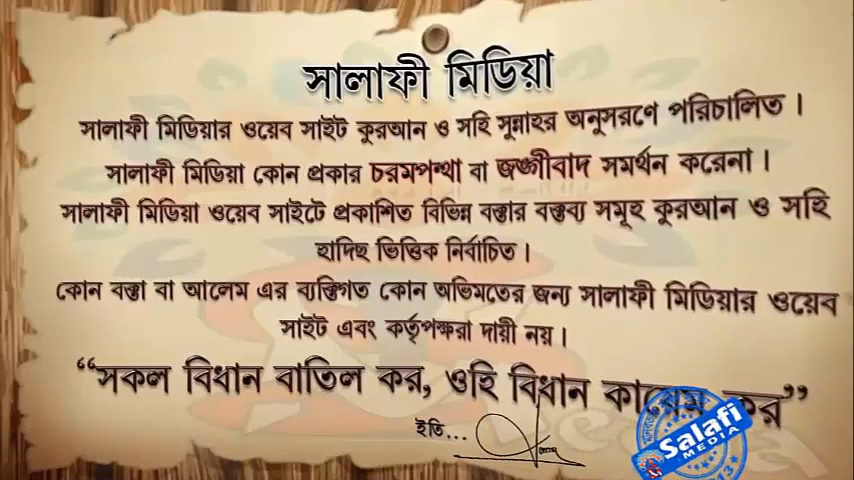 সালাফী মিডিয়া
সালাফী মিডিয়ার ওয়েব সাইট কুরআন ও সহি সুন্নাহর অনুসরণে পরিচালিত ।
সালাফী মিডিয়া কোন প্রকার চরমপন্থা বা জঙ্গীবাদ সমর্থন করেনা ।
সালাফী মিডিয়া ওয়েব সাইটে প্রকাশিত বিভিন্ন বক্তার বক্তব্য সমূহ কুরআন ও সহি
হাদিছ ভিত্তিক নির্বাচিত ।
কোন বক্তা বা আলেম এর ব্যক্তিগত কোন অভিমতের জন্য সালাফী মিডিয়ার ওয়েব
সাইট এবং কর্তৃপক্ষরা দায়ী নয় ।
“সকল বিধান বাতিল কর, ওহি বিধান কায়েম কর”
ইতি...
Salafi
MEDIA